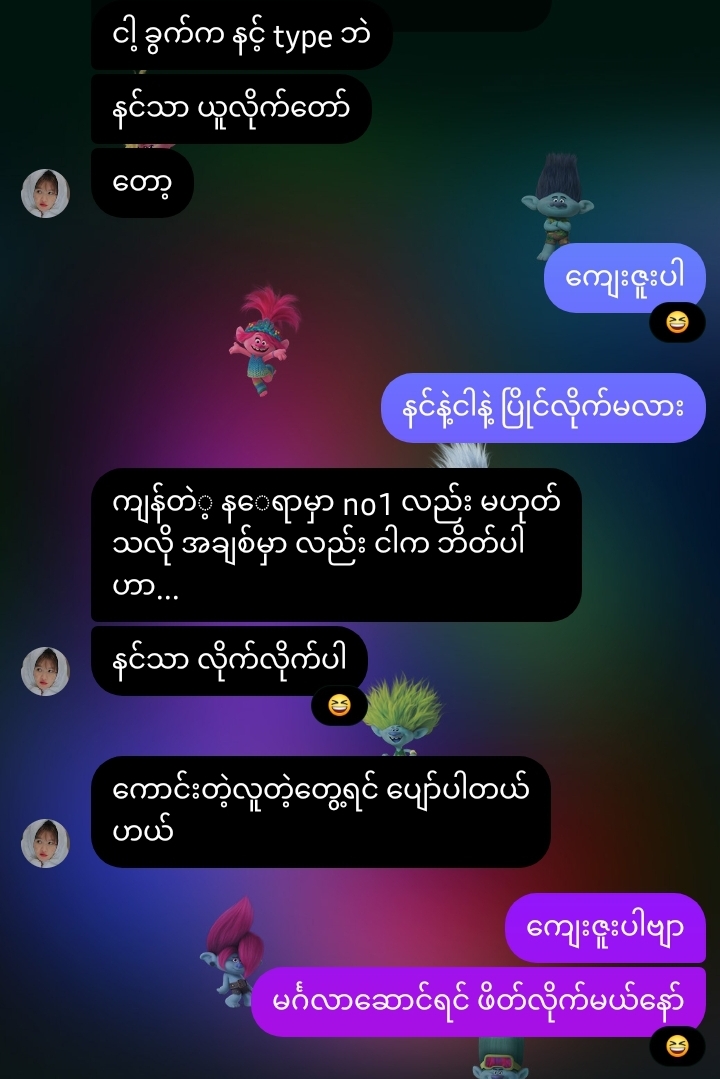 ငါ့ ခွက်က နင့် type ဘဲ
နင်သာ ယူလိုက်တော်
တော့
ကျေးဇူးပါ
နင်နဲ့ငါနဲ့ ပြိုင်လိုက်မလား
ကျန်တဲ့ နေရာမှာ no1 လည်း မဟုတ်
သလို အချစ်မှာ လည်း ငါက ဘိတ်ပါ
ဟာ...
နင်သာ လိုက်လိုက်ပါ
ကောင်းတဲ့လူတဲ့တွေ့ရင် ပျော်ပါတယ်
ဟယ်
ကျေးဇူးပါဗျာ
မင်္ဂလာဆောင်ရင် ဖိတ်လိုက်မယ်နော်